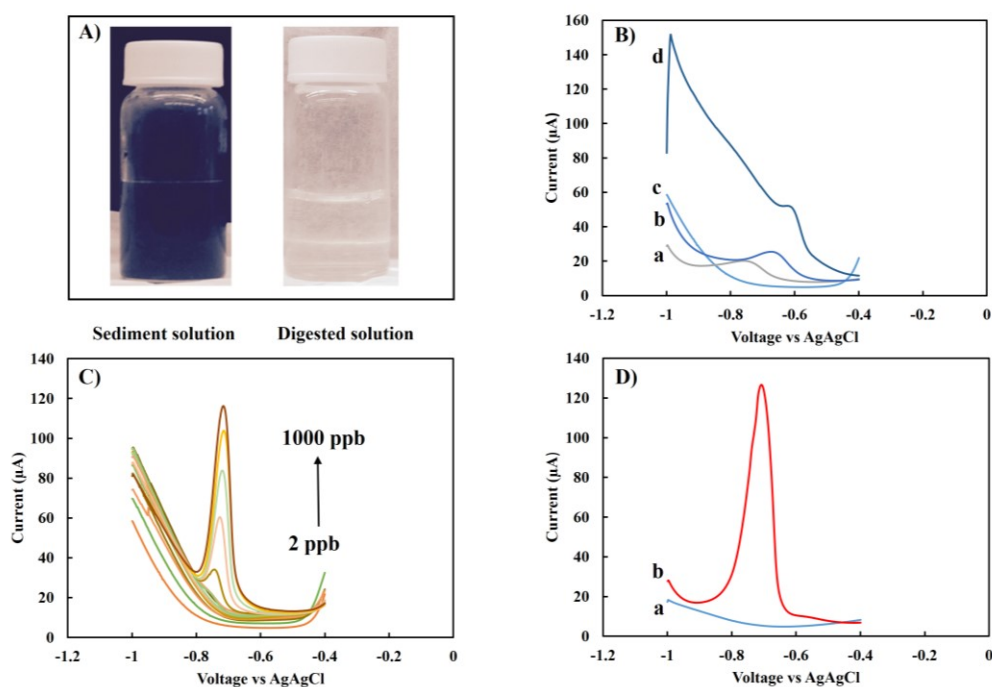 A)
Sediment solution Digested solution
B)
160
140
120
100
80
60
40
20
0
Current (µA)
d
c
b
a
-1.2 -1 -0.8 -0.6 -0.4 -0.2 0
Voltage vs AgAgCl
C)
140
120
100
80
60
40
20
0
Current (µA)
1000 ppb
2 ppb
-1.2 -1 -0.8 -0.6 -0.4 -0.2 0
Voltage vs AgAgCl
D)
140
120
100
80
60
40
20
0
Current (µA)
b
a
-1.2 -1 -0.8 -0.6 -0.4 -0.2 0
Voltage vs AgAgCl